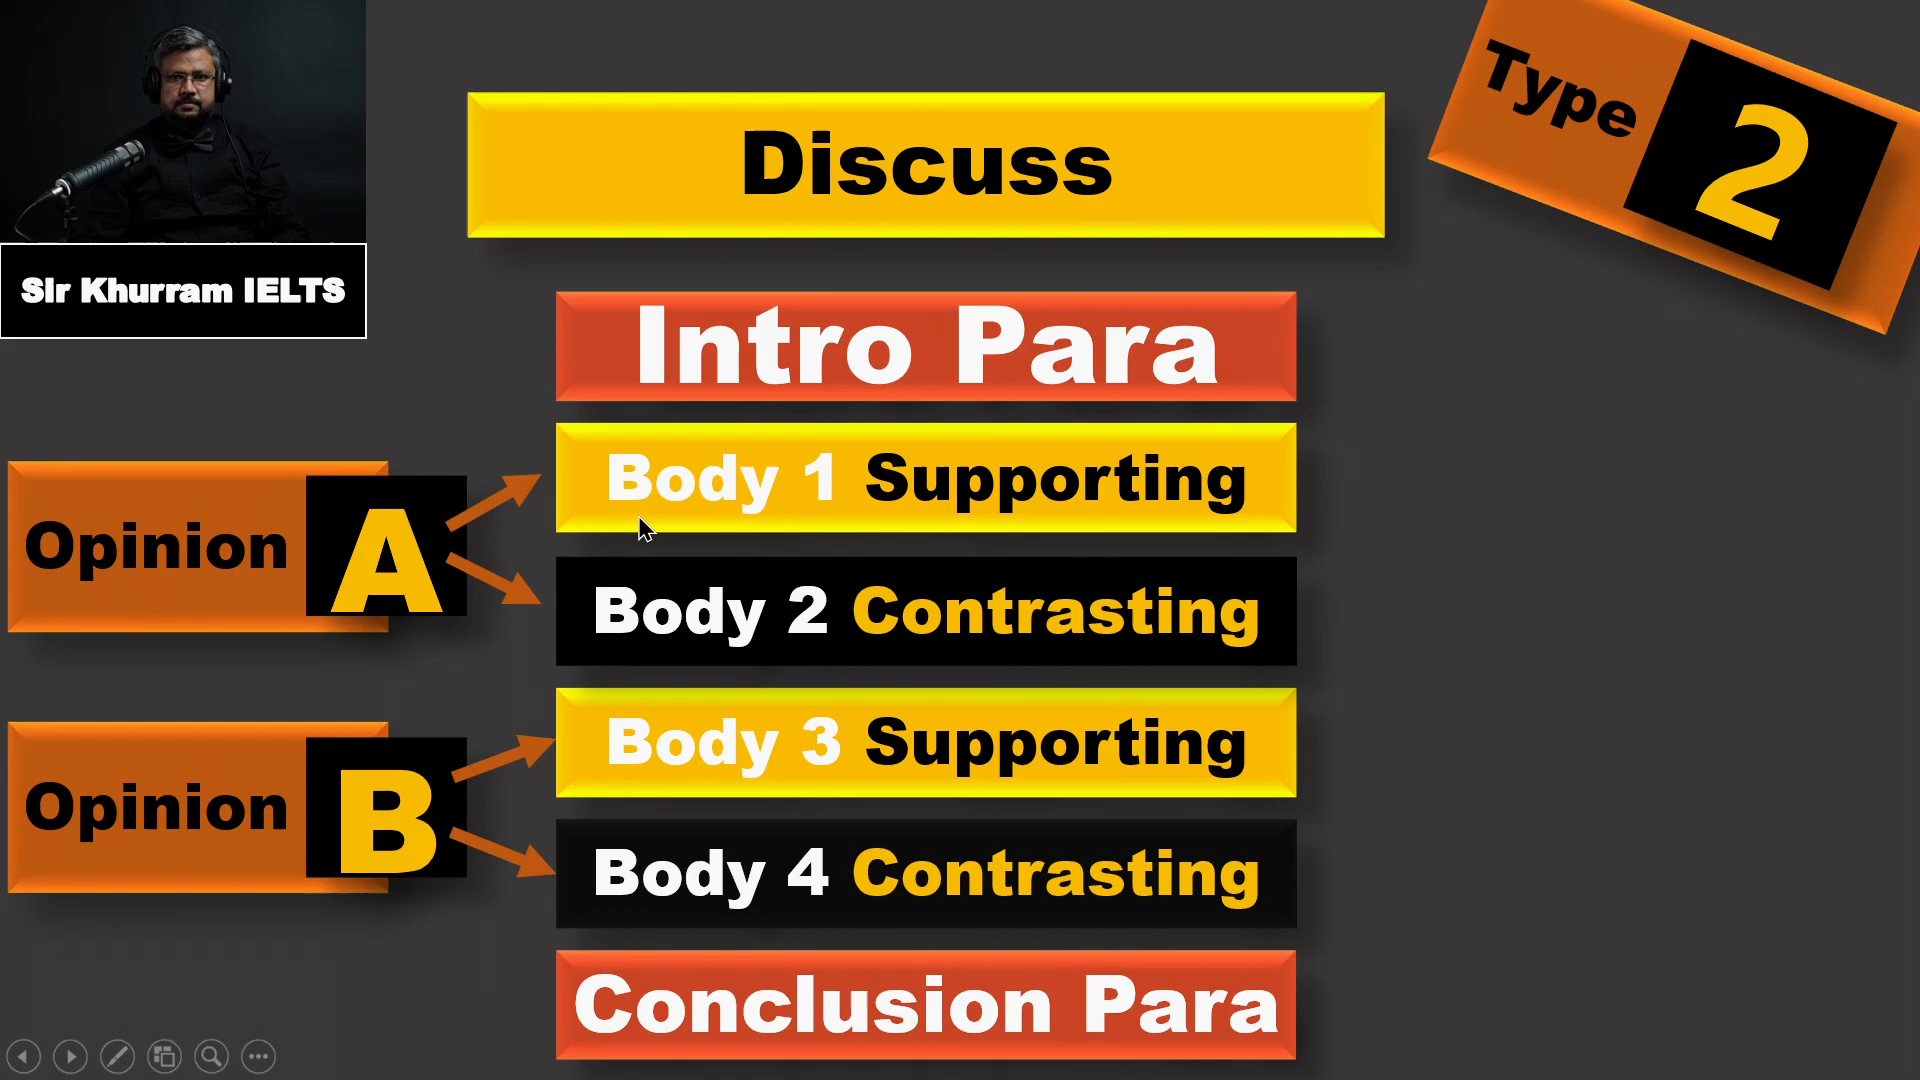 Type 2
Discuss
Sir Khurram IELTS
Intro Para
Opinion A
Body 1 Supporting
Body 2 Contrasting
Opinion B
Body 3 Supporting
Body 4 Contrasting
Conclusion Para